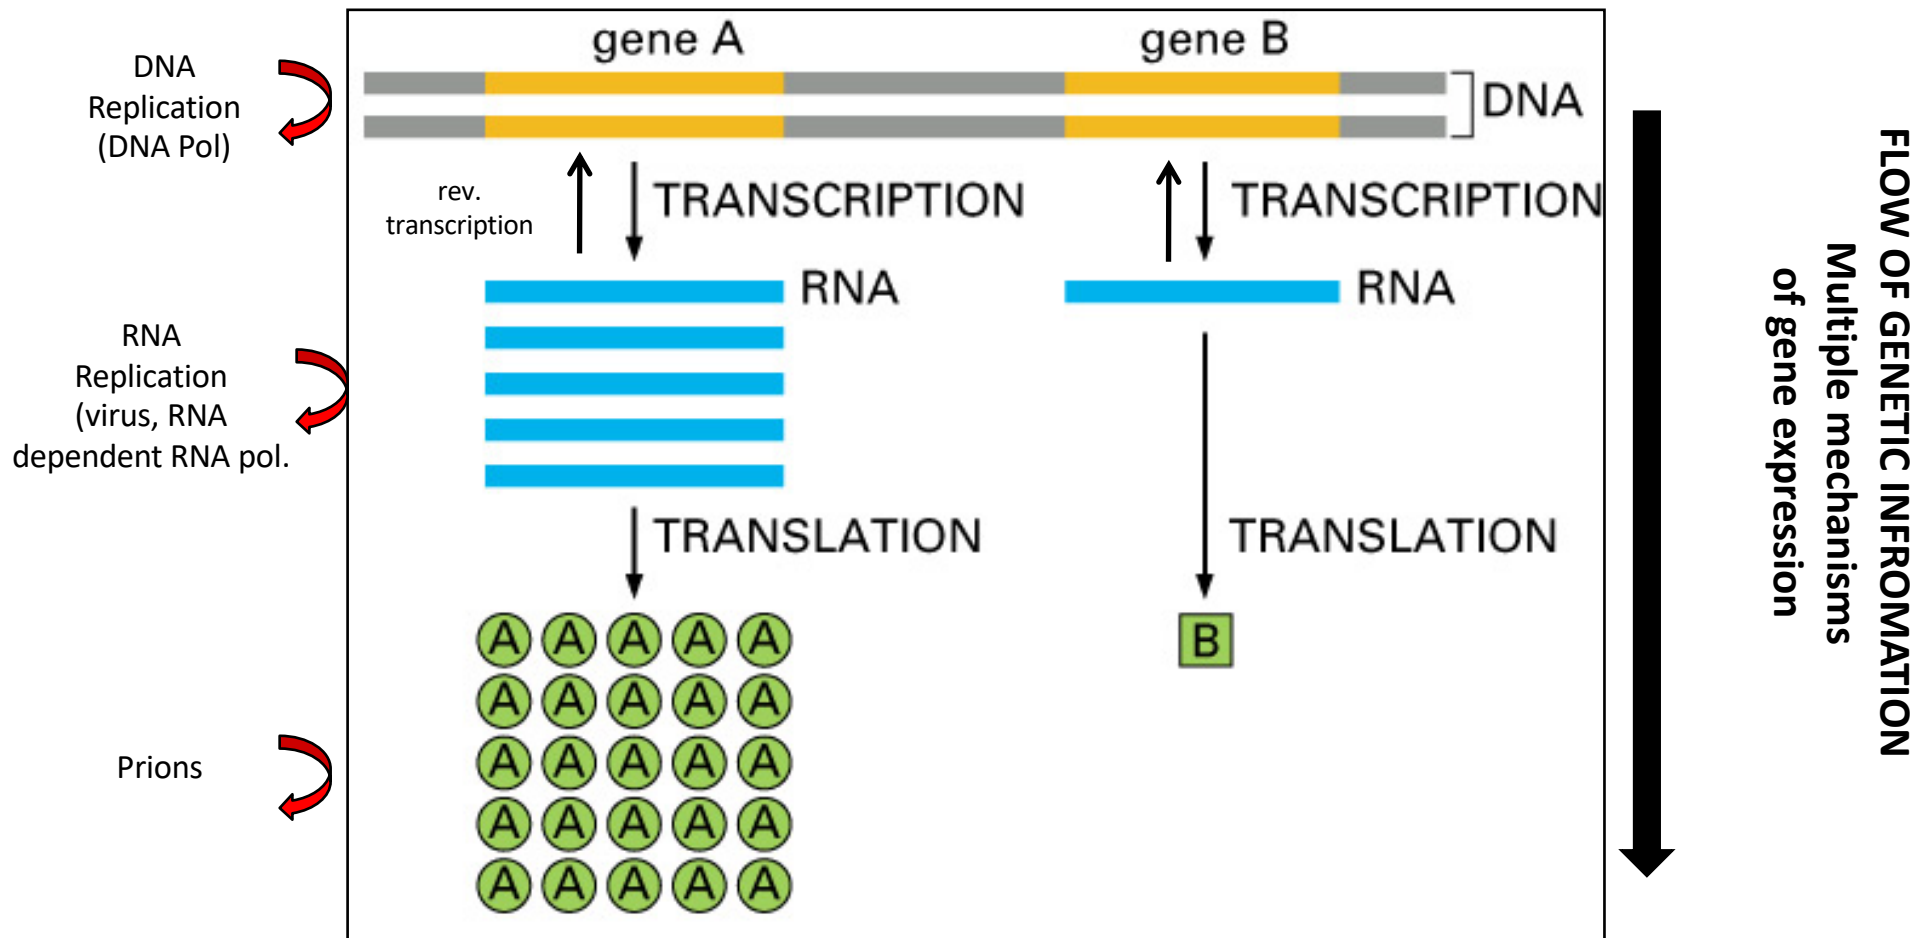 gene A
gene B
DNA
Replication
(DNA Pol)
DNA
rev.
transcription
TRANSCRIPTION
TRANSCRIPTION
RNA
RNA
RNA
Replication
(virus, RNA
dependent RNA pol.
TRANSLATION
TRANSLATION
A A A A A
B
A A A A A
A A A A A
A A A A A
A A A A A
Prions
FLOW OF GENETIC INFROMATION
Multiple mechanisms
of gene expression